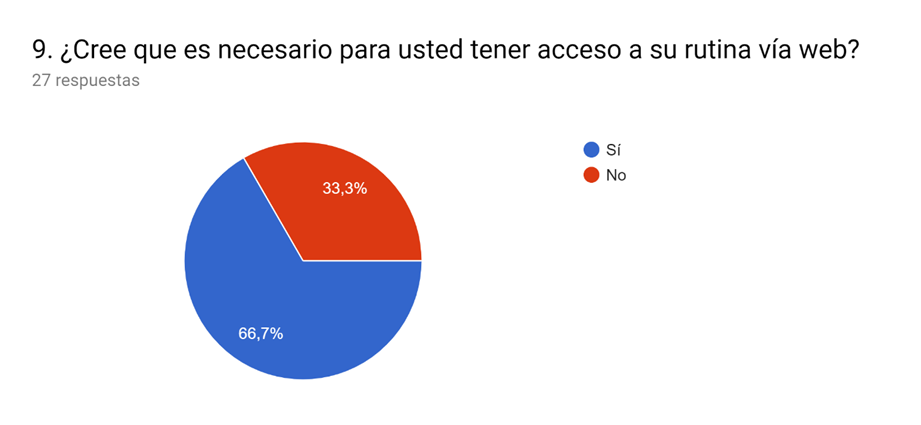 9. ¿Cree que es necesario para usted tener acceso a su rutina vía web?
27 respuestas
Sí
No
33,3%
66,7%